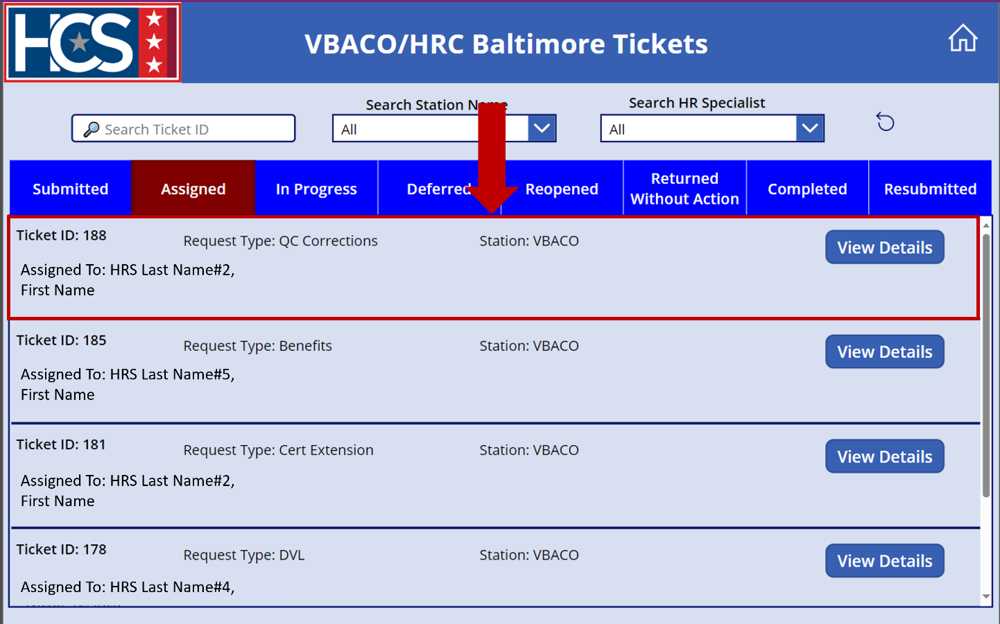 HCS
VBACO/HRC Baltimore Tickets
Search Station Name
Search HR Specialist
Search Ticket ID
All
All
Submitted
Assigned
In Progress
Deferred
Reopened
Returned
Without Action
Completed
Resubmitted
Ticket ID: 188
Request Type: QC Corrections
Station: VBACO
View Details
Assigned To: HRS Last Name#2,
First Name
Ticket ID: 185
Request Type: Benefits
Station: VBACO
View Details
Assigned To: HRS Last Name#5,
First Name
Ticket ID: 181
Request Type: Cert Extension
Station: VBACO
View Details
Assigned To: HRS Last Name#2,
First Name
Ticket ID: 178
Request Type: DVL
Station: VBACO
View Details
Assigned To: HRS Last Name#4,